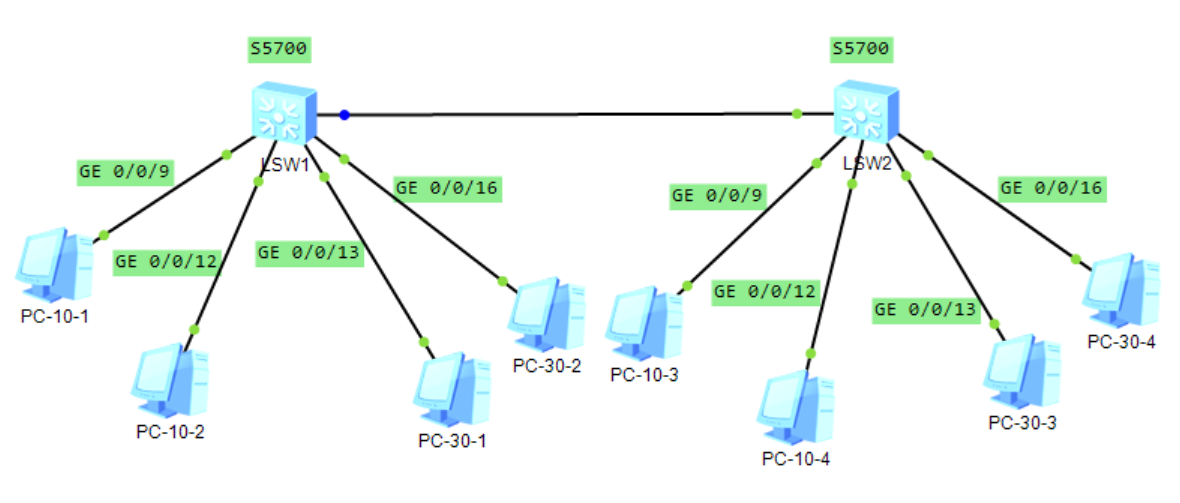 S5700
S5700
LSW1
LSW2
GE 0/0/9
GE 0/0/16
GE 0/0/9
GE 0/0/16
GE 0/0/12
GE 0/0/13
GE 0/0/12
GE 0/0/13
PC-10-1
PC-30-2
PC-10-3
PC-30-4
PC-10-2
PC-30-1
PC-30-3
PC-10-4